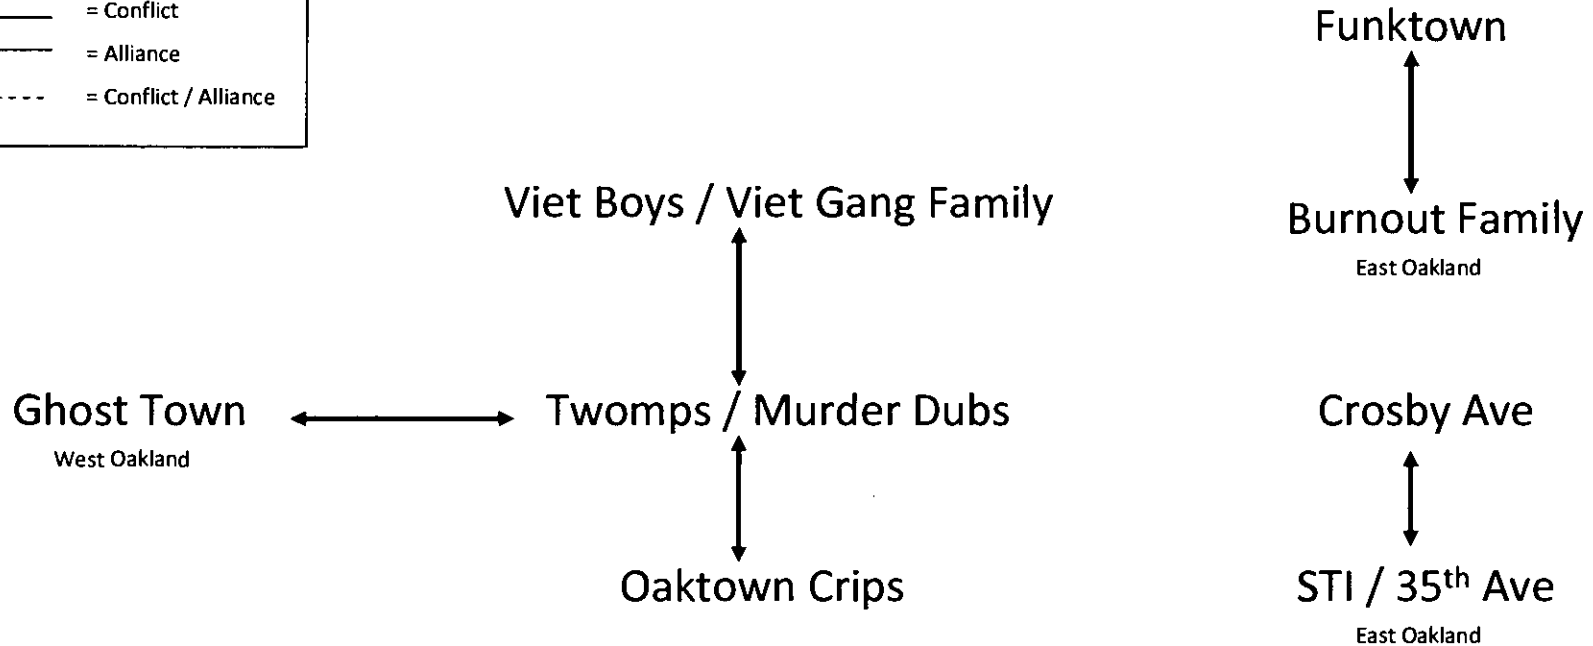 = Conflict
= Alliance
= Conflict / Alliance
Funktown
Viet Boys / Viet Gang Family
Burnout Family
East Oakland
Ghost Town
West Oakland
Twomps / Murder Dubs
Crosby Ave
Oaktown Crips
STI / 35th Ave
East Oakland